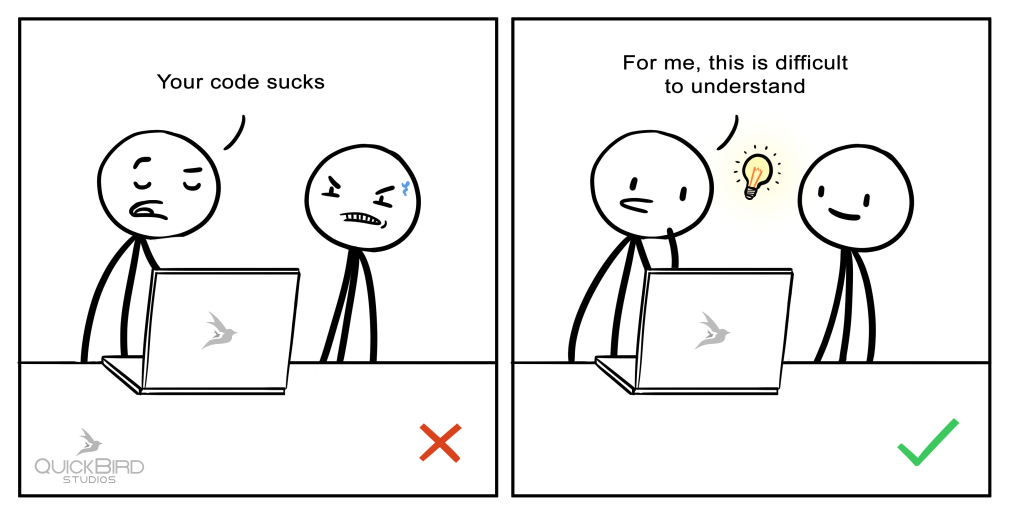 Your code sucks
For me, this is difficult
to understand
QUICKBIRD
STUDIOS